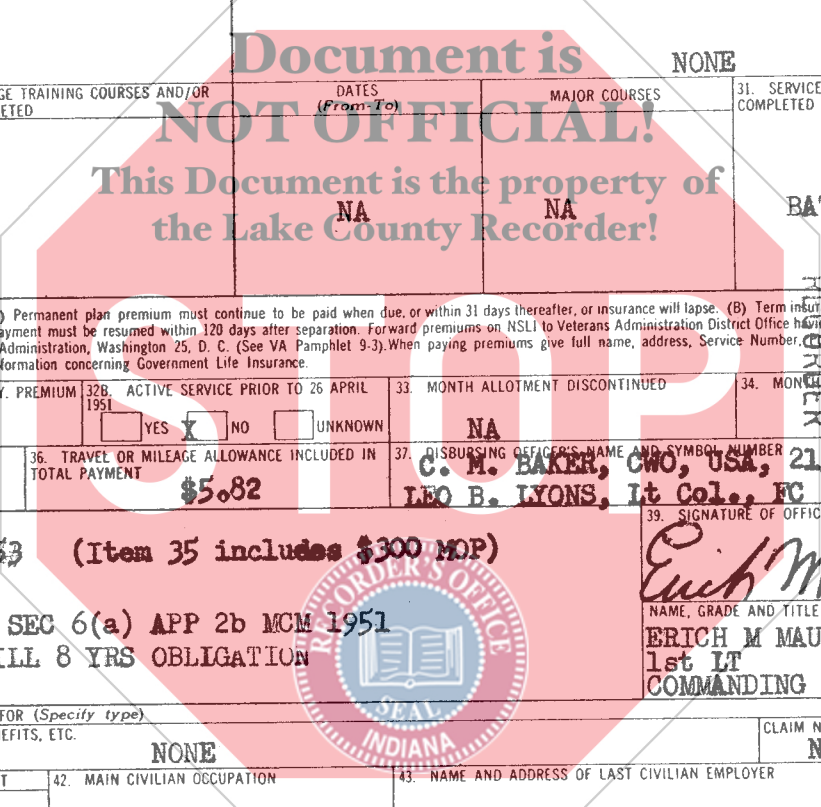 Document is
NOT OFFICIAL!
This Document is the property of
the Lake County Recorder!
STOP
NONE
GE TRAINING COURSES AND/OR
ETED
DATES
(From-To)
MAJOR COURSES
31. SERVICE
COMPLETED
NA
NA
BA
) Permanent plan premium must continue to be paid when due, or within 31 days thereafter, or insurance will lapse. (B) Term insur
ayment must be resumed within 120 days after separation. Forward premiums on NSLI to Veterans Administration District Office havi
Administration, Washington 25, D. C. (See VA Pamphlet 9-3). When paying premiums give full name, address, Service Number,
formation concerning Government Life Insurance.
RECORDER
Y. PREMIUM
32B. ACTIVE SERVICE PRIOR TO 26 APRIL
1951
YES X NO UNKNOWN
33. MONTH ALLOTMENT DISCONTINUED
NA
34. MONTH
36. TRAVEL OR MILEAGE ALLOWANCE INCLUDED IN
TOTAL PAYMENT
$5.82
37. DISBURSING OFFICER'S NAME AND SYMBOL NUMBER
C. M. BAKER, CWO, USA, 21
LEO B. LYONS, Lt Col., FC
53 (Item 35 includes $300 MOP)
SEC 6(a) APP 2b MCM 1951
ILL 8 YRS OBLIGATION
39. SIGNATURE OF OFFIC
Erich M
NAME, GRADE AND TITLE
ERICH M MAU
1st LT
COMMANDING
RECORDER'S OFFICE
SEAL
INDIANA
FOR (Specify type)
EFITS, ETC.
NONE
CLAIM N
N
T
42. MAIN CIVILIAN OCCUPATION
43. NAME AND ADDRESS OF LAST CIVILIAN EMPLOYER